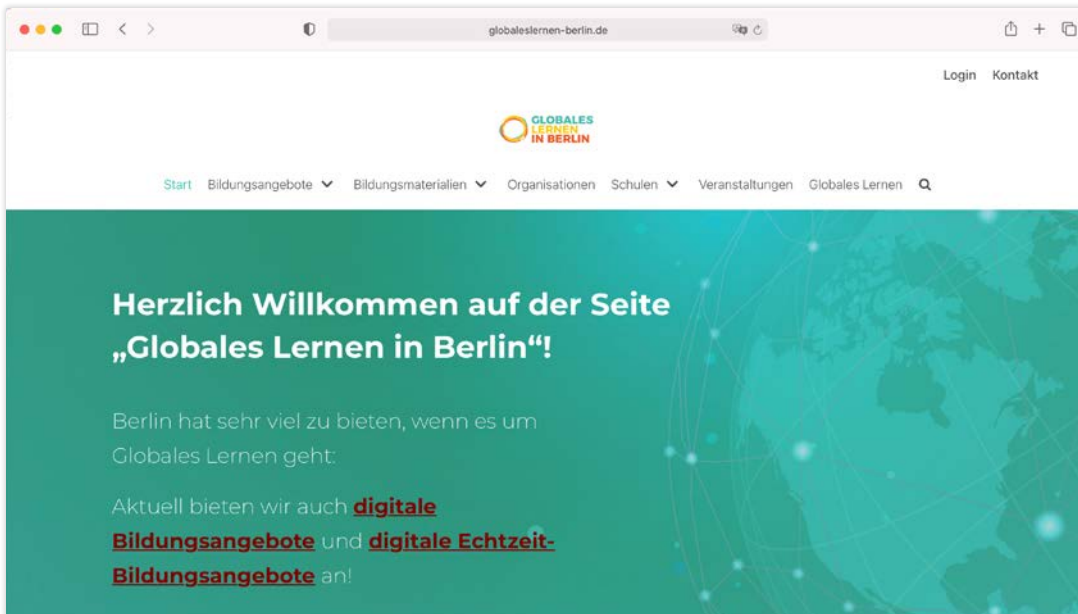 globaleslernen-berlin.de
Login Kontakt
GLOBALES
LERNEN
IN BERLIN
Start Bildungsangebote Bildungsmaterialien Organisationen Schulen Veranstaltungen Globales Lernen
Herzlich Willkommen auf der Seite
„Globales Lernen in Berlin“!
Berlin hat sehr viel zu bieten, wenn es um
Globales Lernen geht:
Aktuell bieten wir auch digitale
Bildungsangebote und digitale Echtzeit-
Bildungsangebote an!